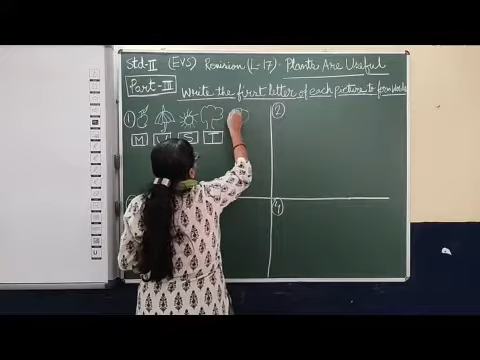 Std-II (EVS) Revision (L-17). Plants Are Useful
Part-III Write the first letter of each picture to form words
① ②
M U S T
④